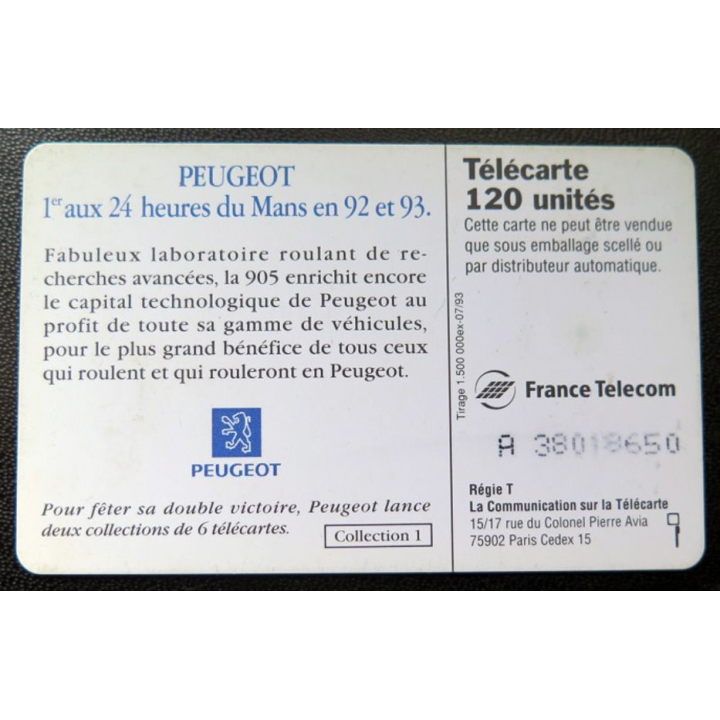 PEUGEOT
1er aux 24 heures du Mans en 92 et 93.
Fabuleux laboratoire roulant de re-
cherches avancées, la 905 enrichit encore
le capital technologique de Peugeot au
profit de toute sa gamme de véhicules,
pour le plus grand bénéfice de tous ceux
qui roulent et qui rouleront en Peugeot.
PEUGEOT
Pour fêter sa double victoire, Peugeot lance
deux collections de 6 télécartes.
Collection 1
Tirage 1.500 000ex-07/93
Télécarte
120 unités
Cette carte ne peut être vendue
que sous emballage scellé ou
par distributeur automatique.
France Telecom
A 38018650
Régie T
La Communication sur la Télécarte
15/17 rue du Colonel Pierre Avia
75902 Paris Cedex 15